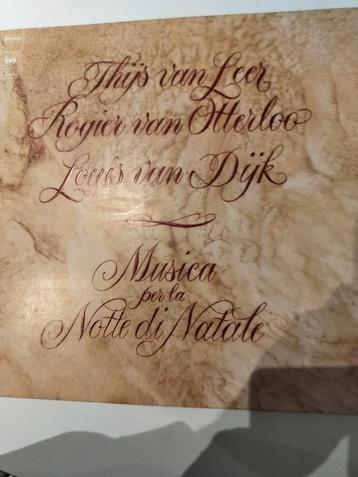 Thijs van Leer
Rogier van Otterloo
Louis van Dijk
Musica
per la
Notte di Natale